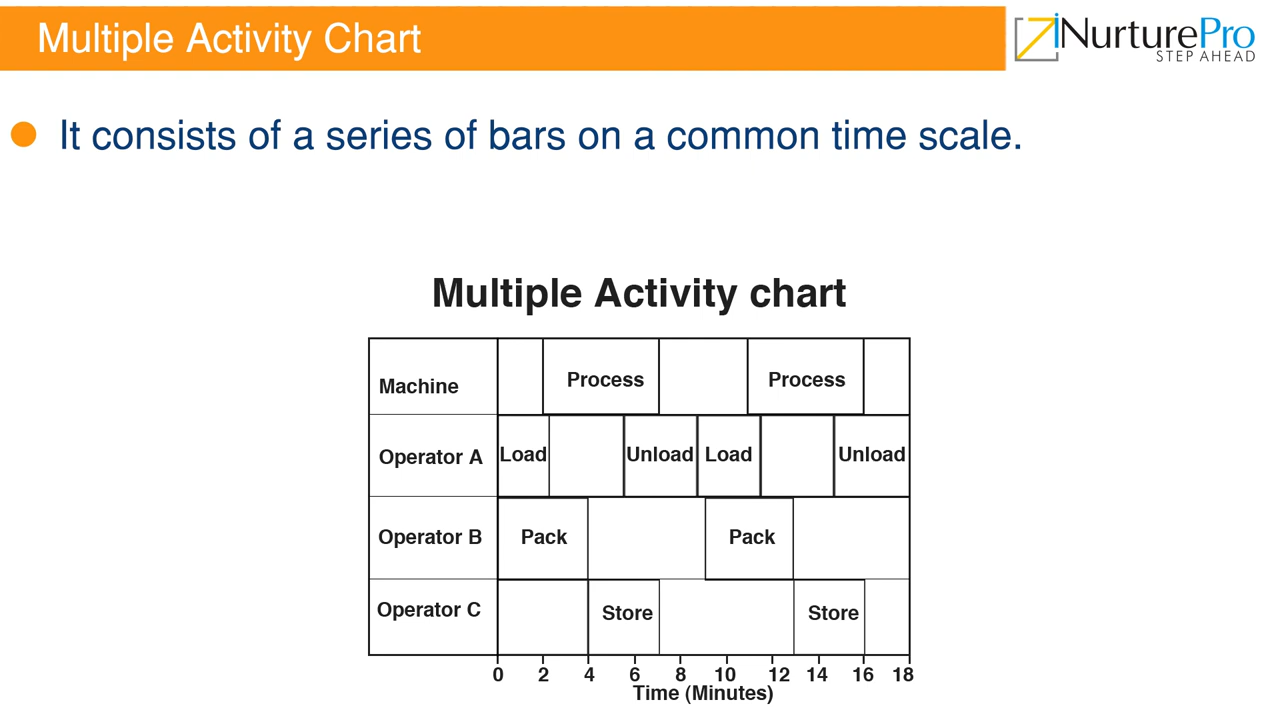 Multiple Activity Chart
iNurturePro
STEP AHEAD
It consists of a series of bars on a common time scale.
Multiple Activity chart
Machine Process Process
Operator A Load Unload Load Unload
Operator B Pack Pack
Operator C Store Store
0 2 4 6 8 10 12 14 16 18
Time (Minutes)